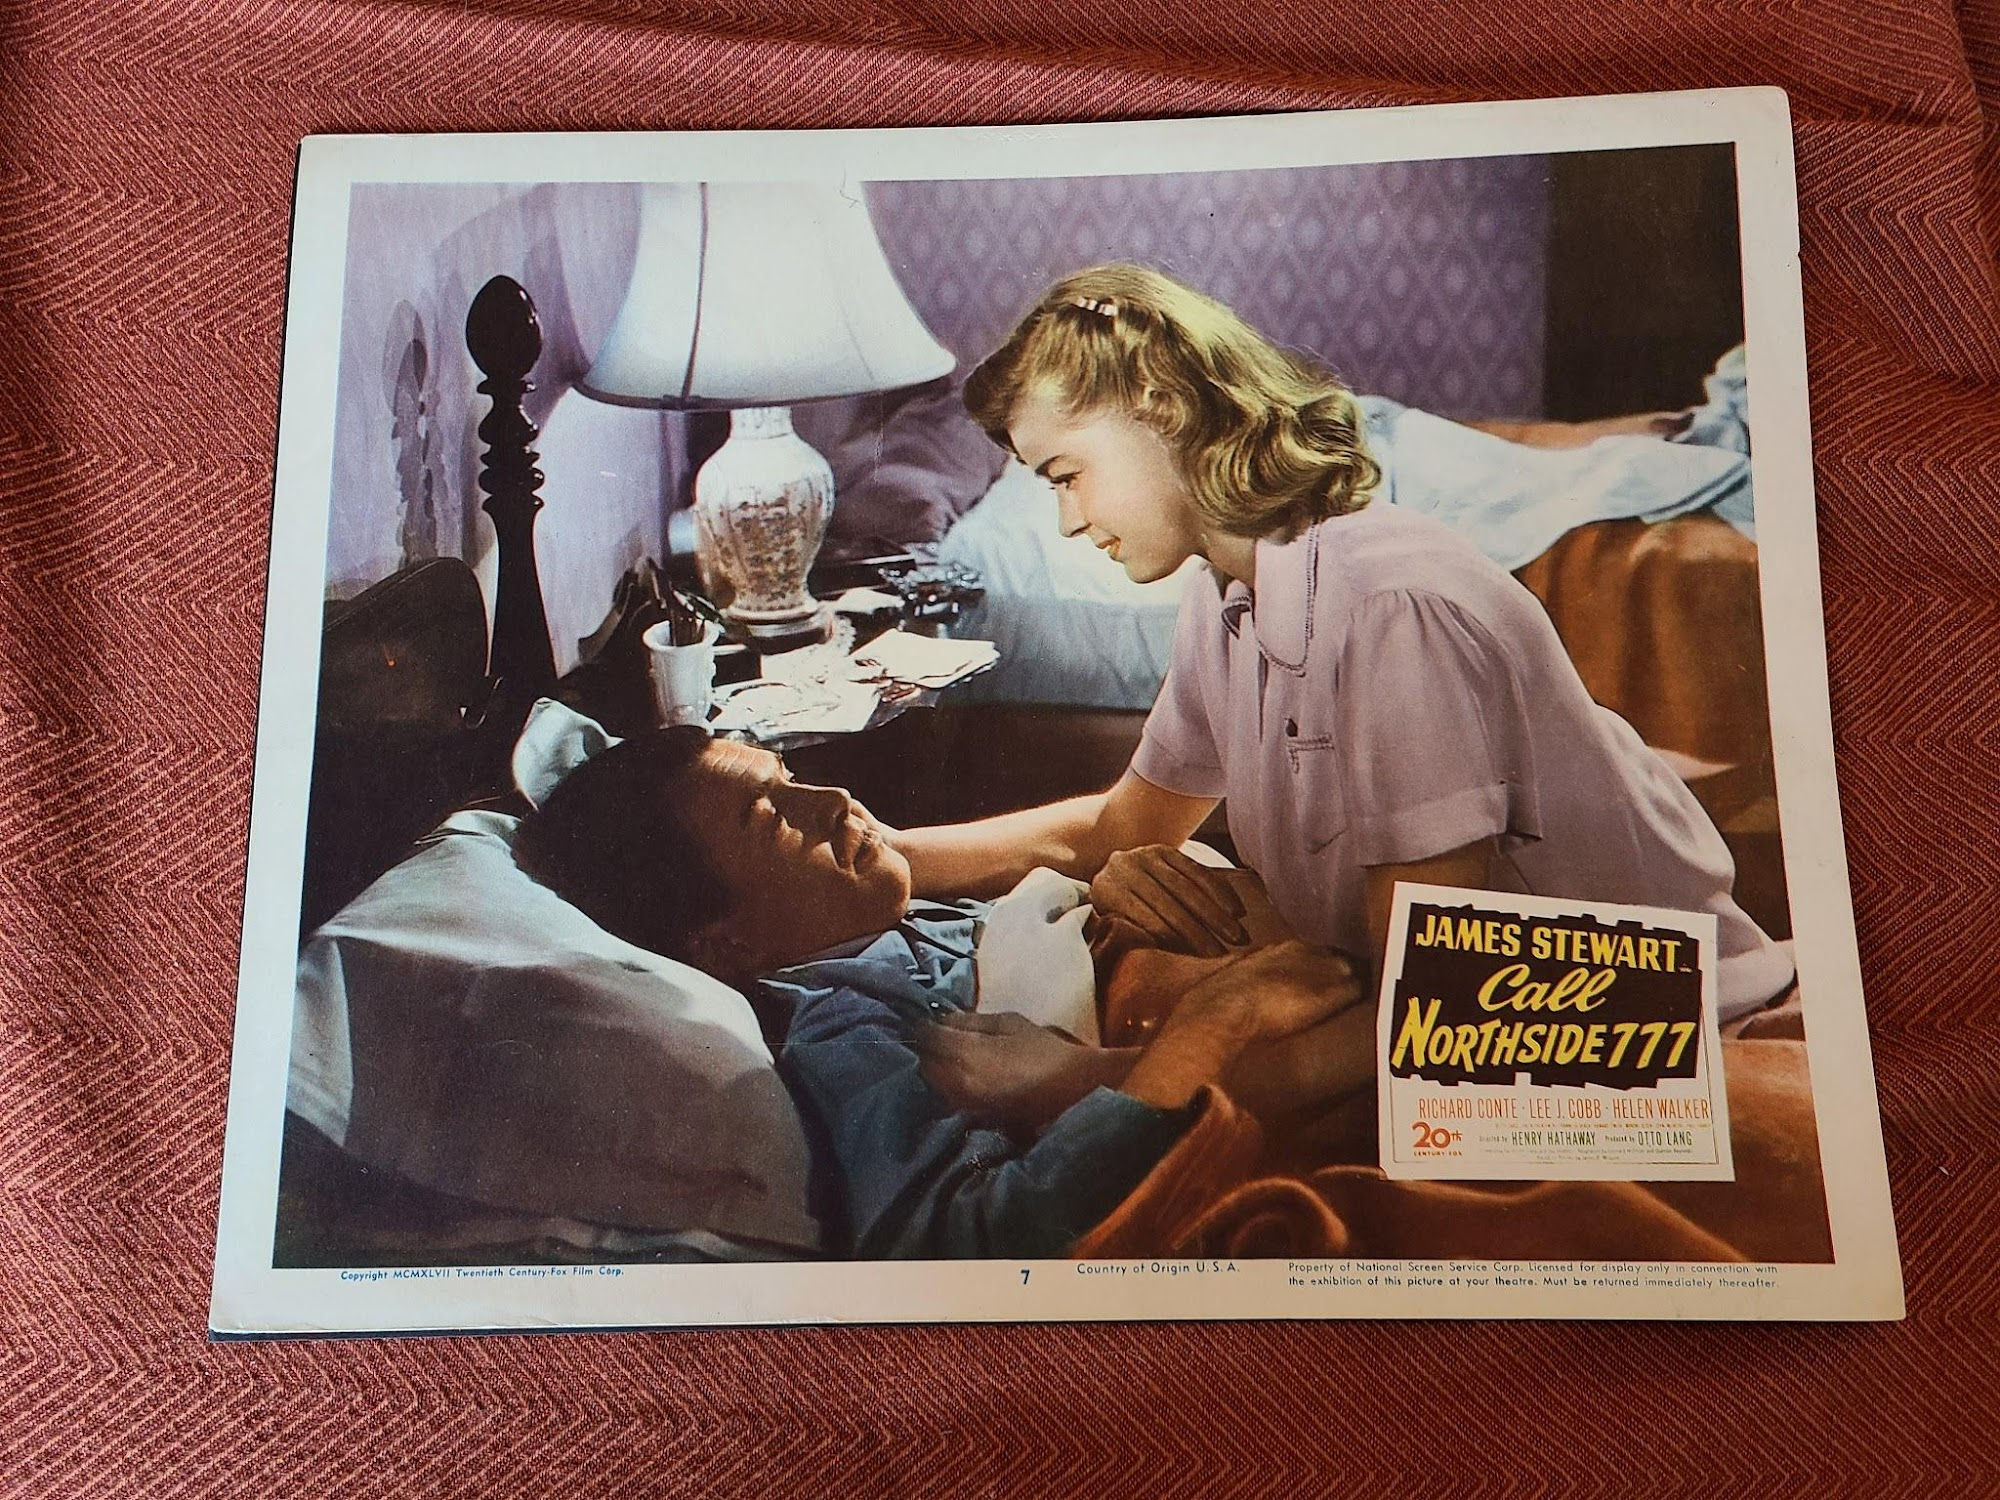 JAMES STEWART
Call
NORTHSIDE 777
RICHARD CONTE · LEE J. COBB · HELEN WALKER
20th
CENTURY-FOX
Directed by HENRY HATHAWAY Produced by OTTO LANG
Copyright MCMXLVII Twentieth Century-Fox Film Corp.
7
Country of Origin U. S. A.
Property of National Screen Service Corp. Licensed for display only in connection with
the exhibition of this picture at your theatre. Must be returned immediately thereafter.